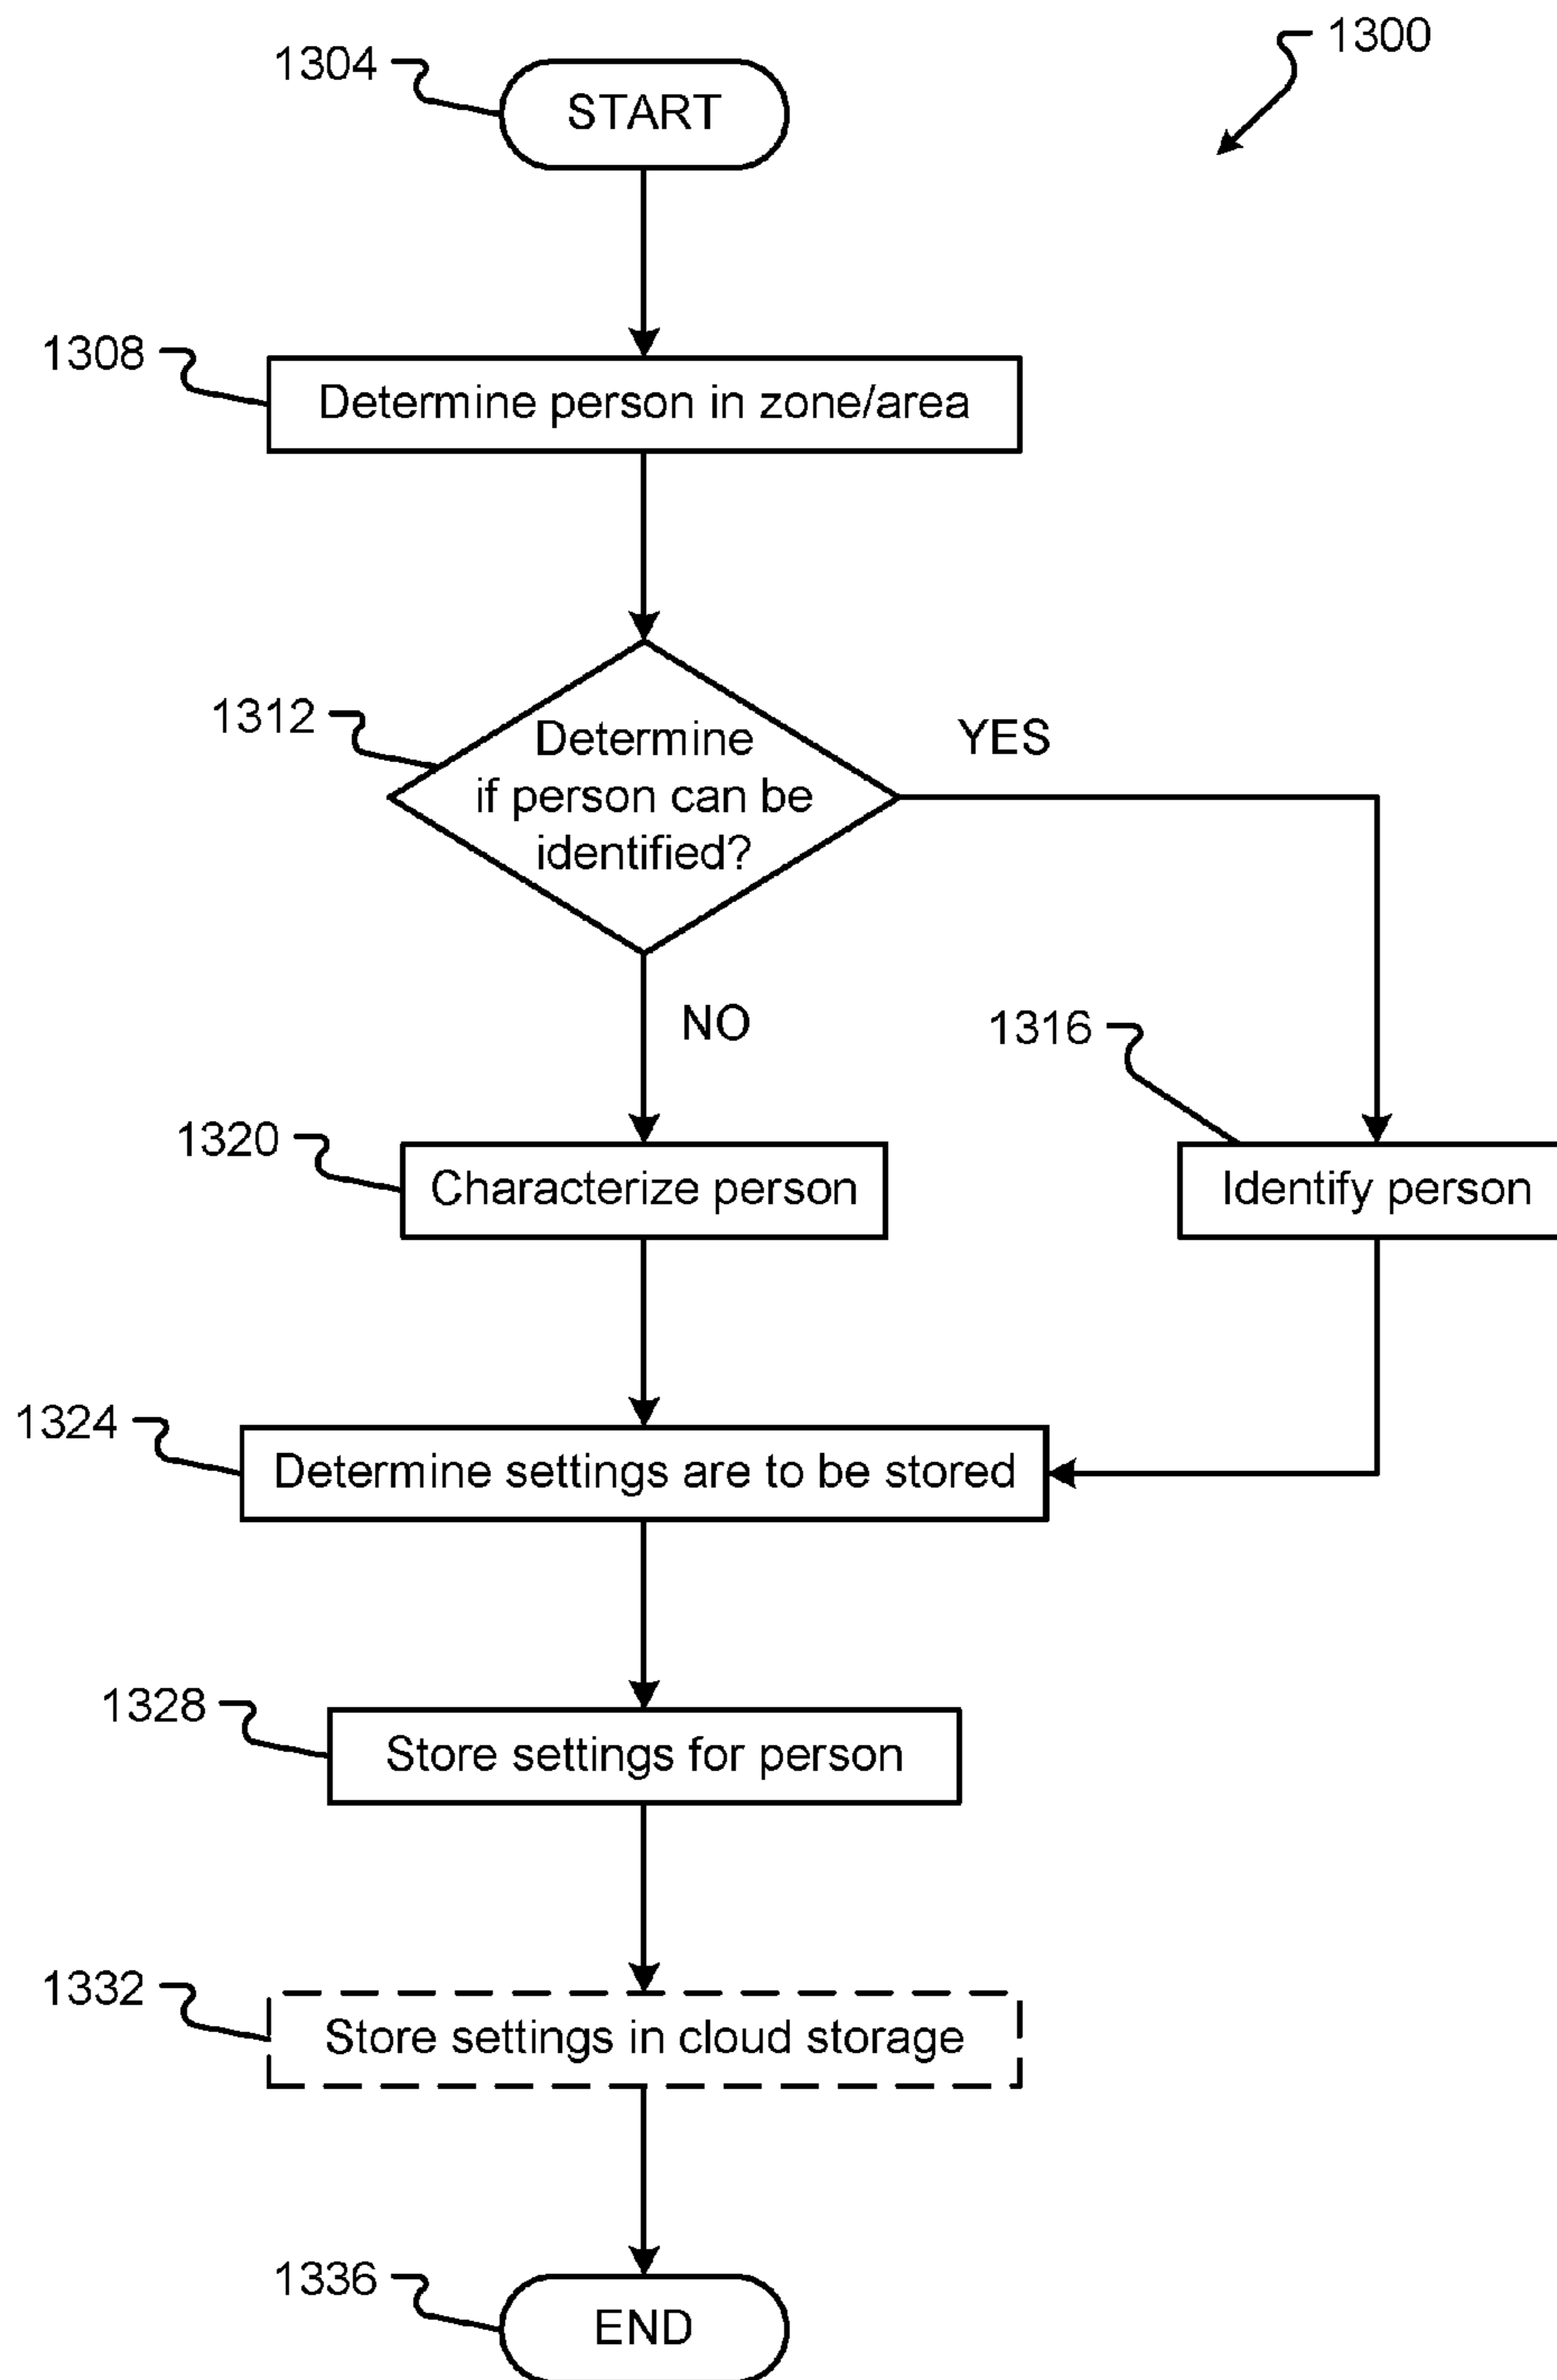 1300
1304
START
1308
Determine person in zone/area
1312
Determine
if person can be
identified?
YES
NO
1316
1320
Characterize person
Identify person
1324
Determine settings are to be stored
1328
Store settings for person
1332
Store settings in cloud storage
1336
END